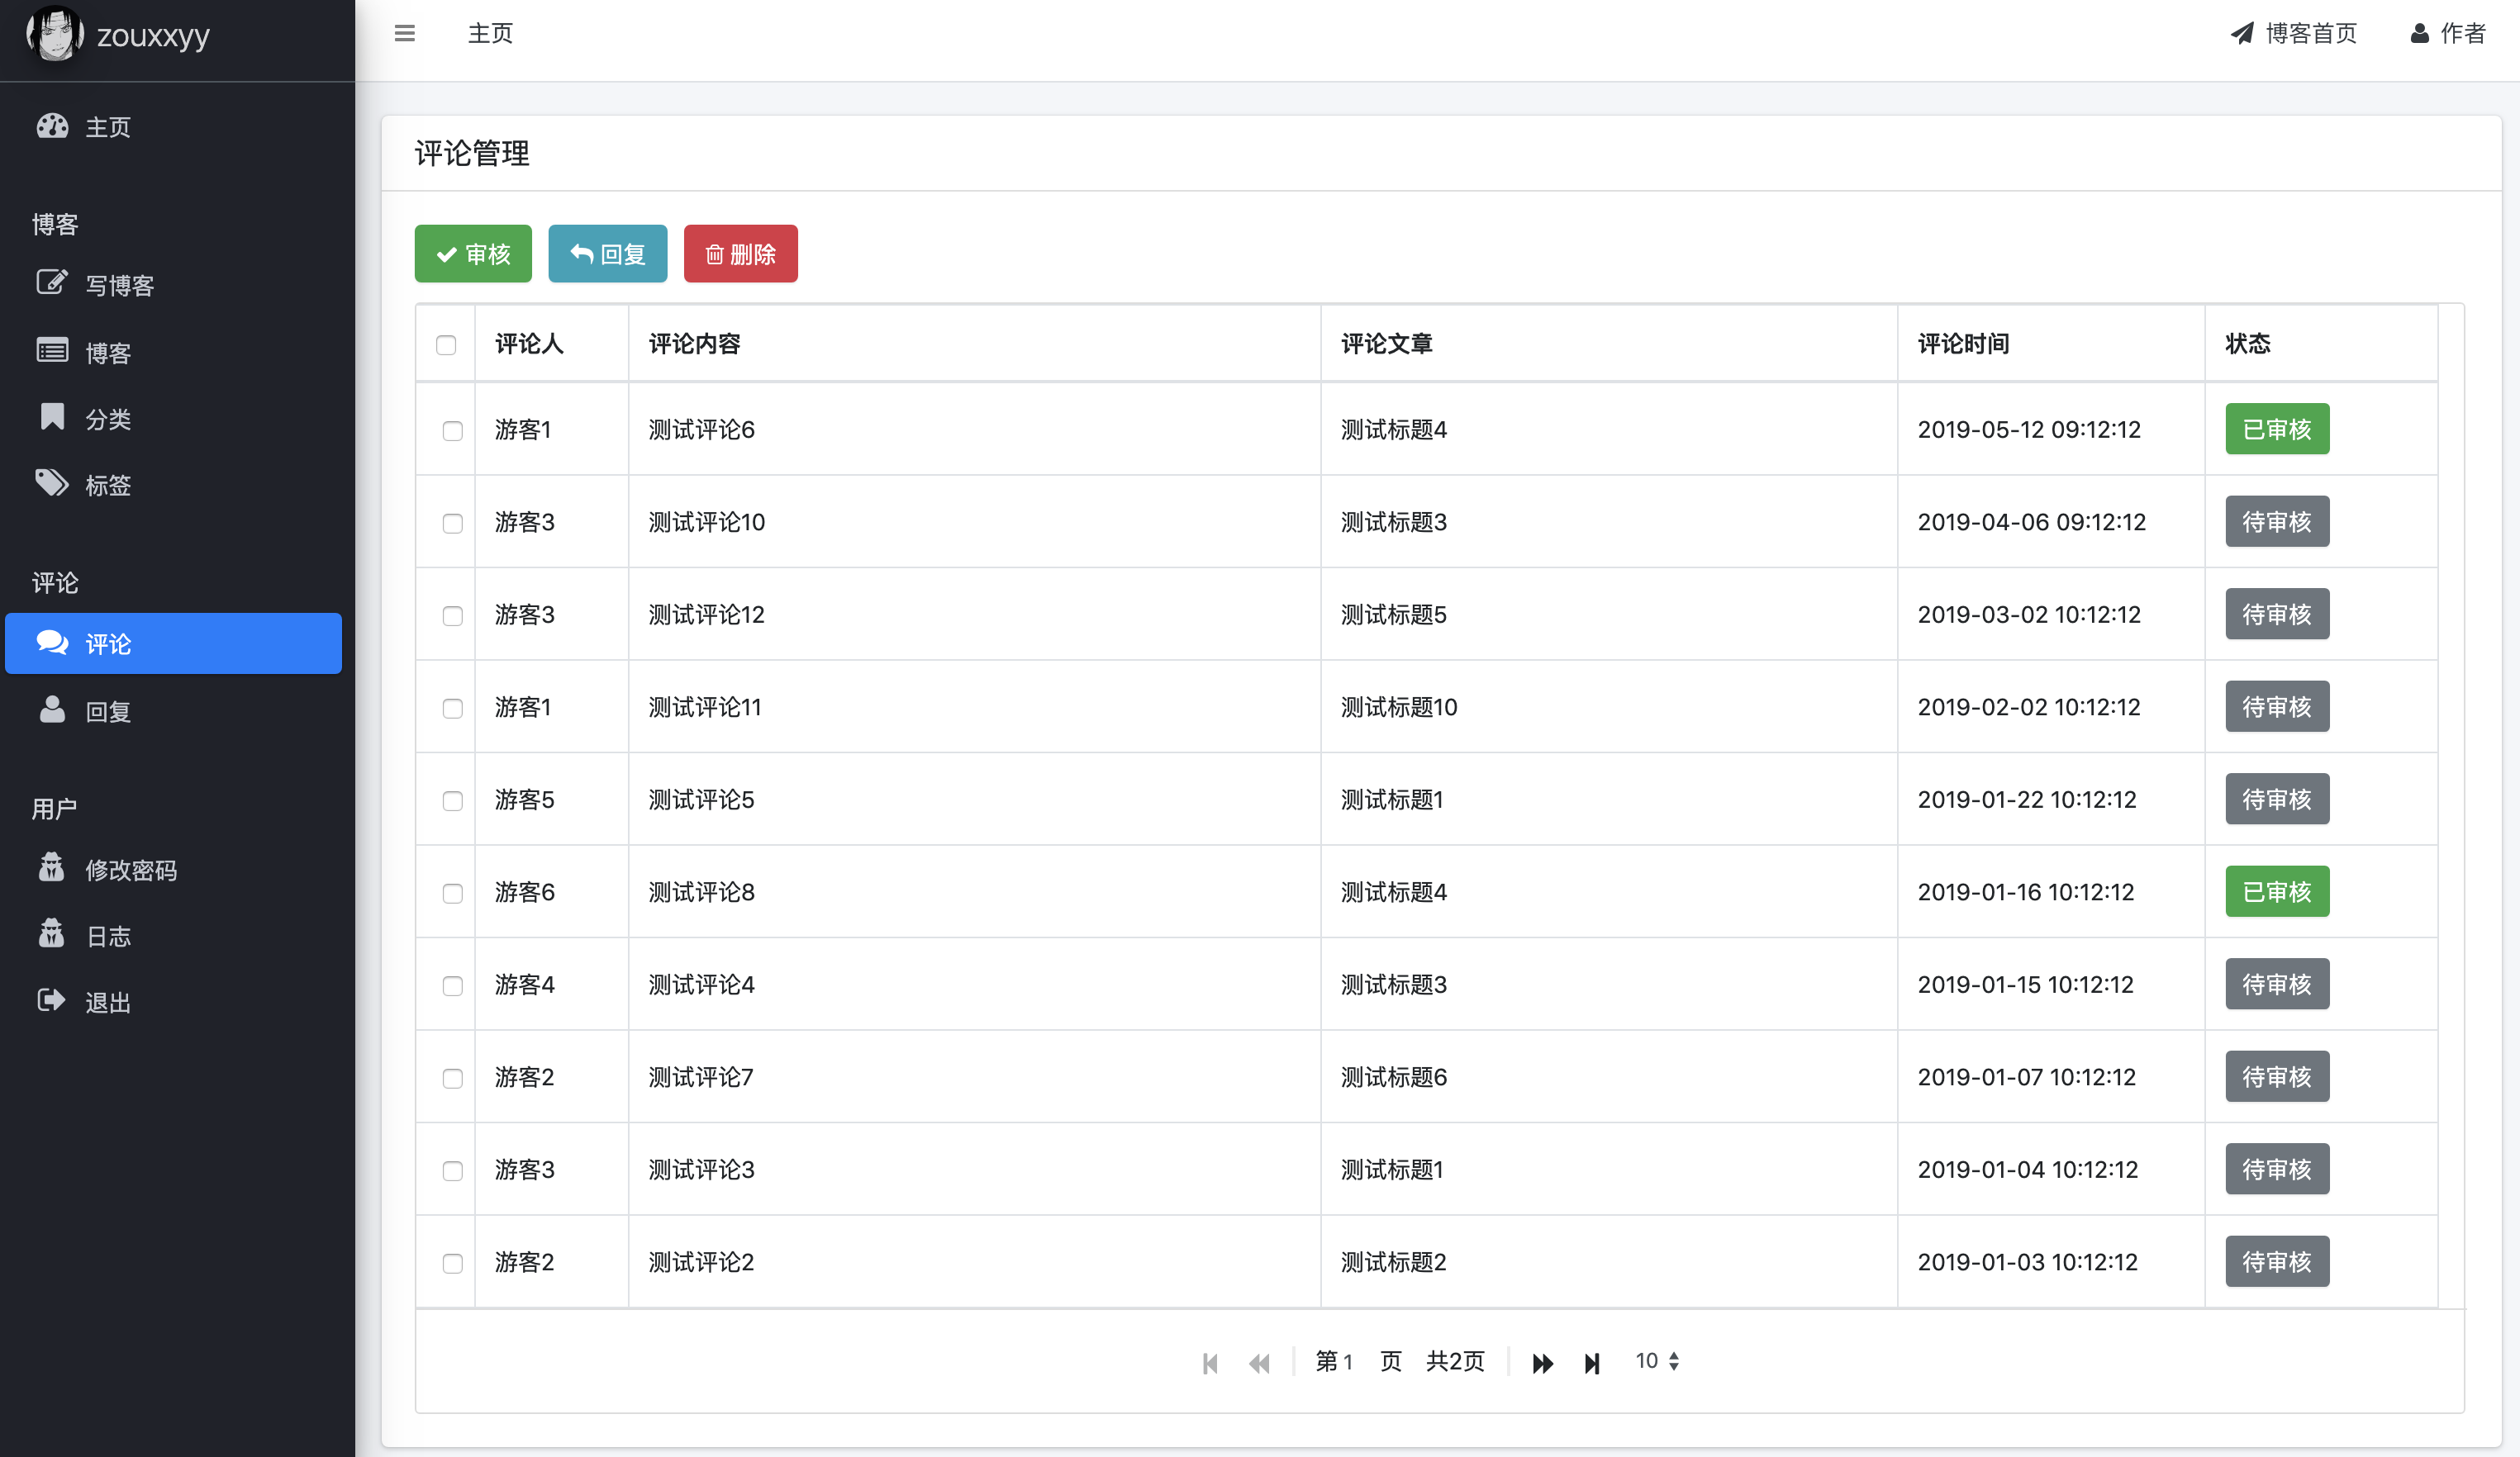 zouxxyy
主页
博客首页
作者
主页
博客
写博客
博客
分类
标签
评论
评论
回复
用户
修改密码
日志
退出
评论管理
审核 回复 删除
评论人 评论内容 评论文章 评论时间 状态
游客1 测试评论6 测试标题4 2019-05-12 09:12:12 已审核
游客3 测试评论10 测试标题3 2019-04-06 09:12:12 待审核
游客3 测试评论12 测试标题5 2019-03-02 10:12:12 待审核
游客1 测试评论11 测试标题10 2019-02-02 10:12:12 待审核
游客5 测试评论5 测试标题1 2019-01-22 10:12:12 待审核
游客6 测试评论8 测试标题4 2019-01-16 10:12:12 已审核
游客4 测试评论4 测试标题3 2019-01-15 10:12:12 待审核
游客2 测试评论7 测试标题6 2019-01-07 10:12:12 待审核
游客3 测试评论3 测试标题1 2019-01-04 10:12:12 待审核
游客2 测试评论2 测试标题2 2019-01-03 10:12:12 待审核
第 1 页 共2页 10